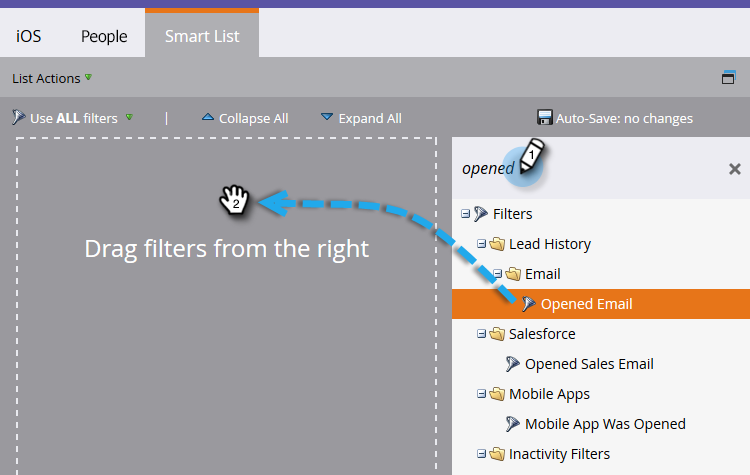 iOS People Smart List
List Actions
Use ALL filters | Collapse All Expand All Auto-Save: no changes
opened 1
2
Drag filters from the right
Filters
Lead History
Email
Opened Email
Salesforce
Opened Sales Email
Mobile Apps
Mobile App Was Opened
Inactivity Filters